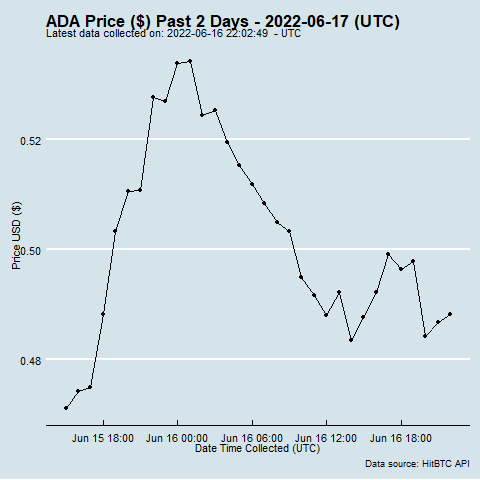 ADA Price ($) Past 2 Days - 2022-06-17 (UTC)
Latest data collected on: 2022-06-16 22:02:49 - UTC
Price USD ($)
0.52
0.50
0.48
Jun 15 18:00 Jun 16 00:00 Jun 16 06:00 Jun 16 12:00 Jun 16 18:00
Date Time Collected (UTC)
Data source: HitBTC API